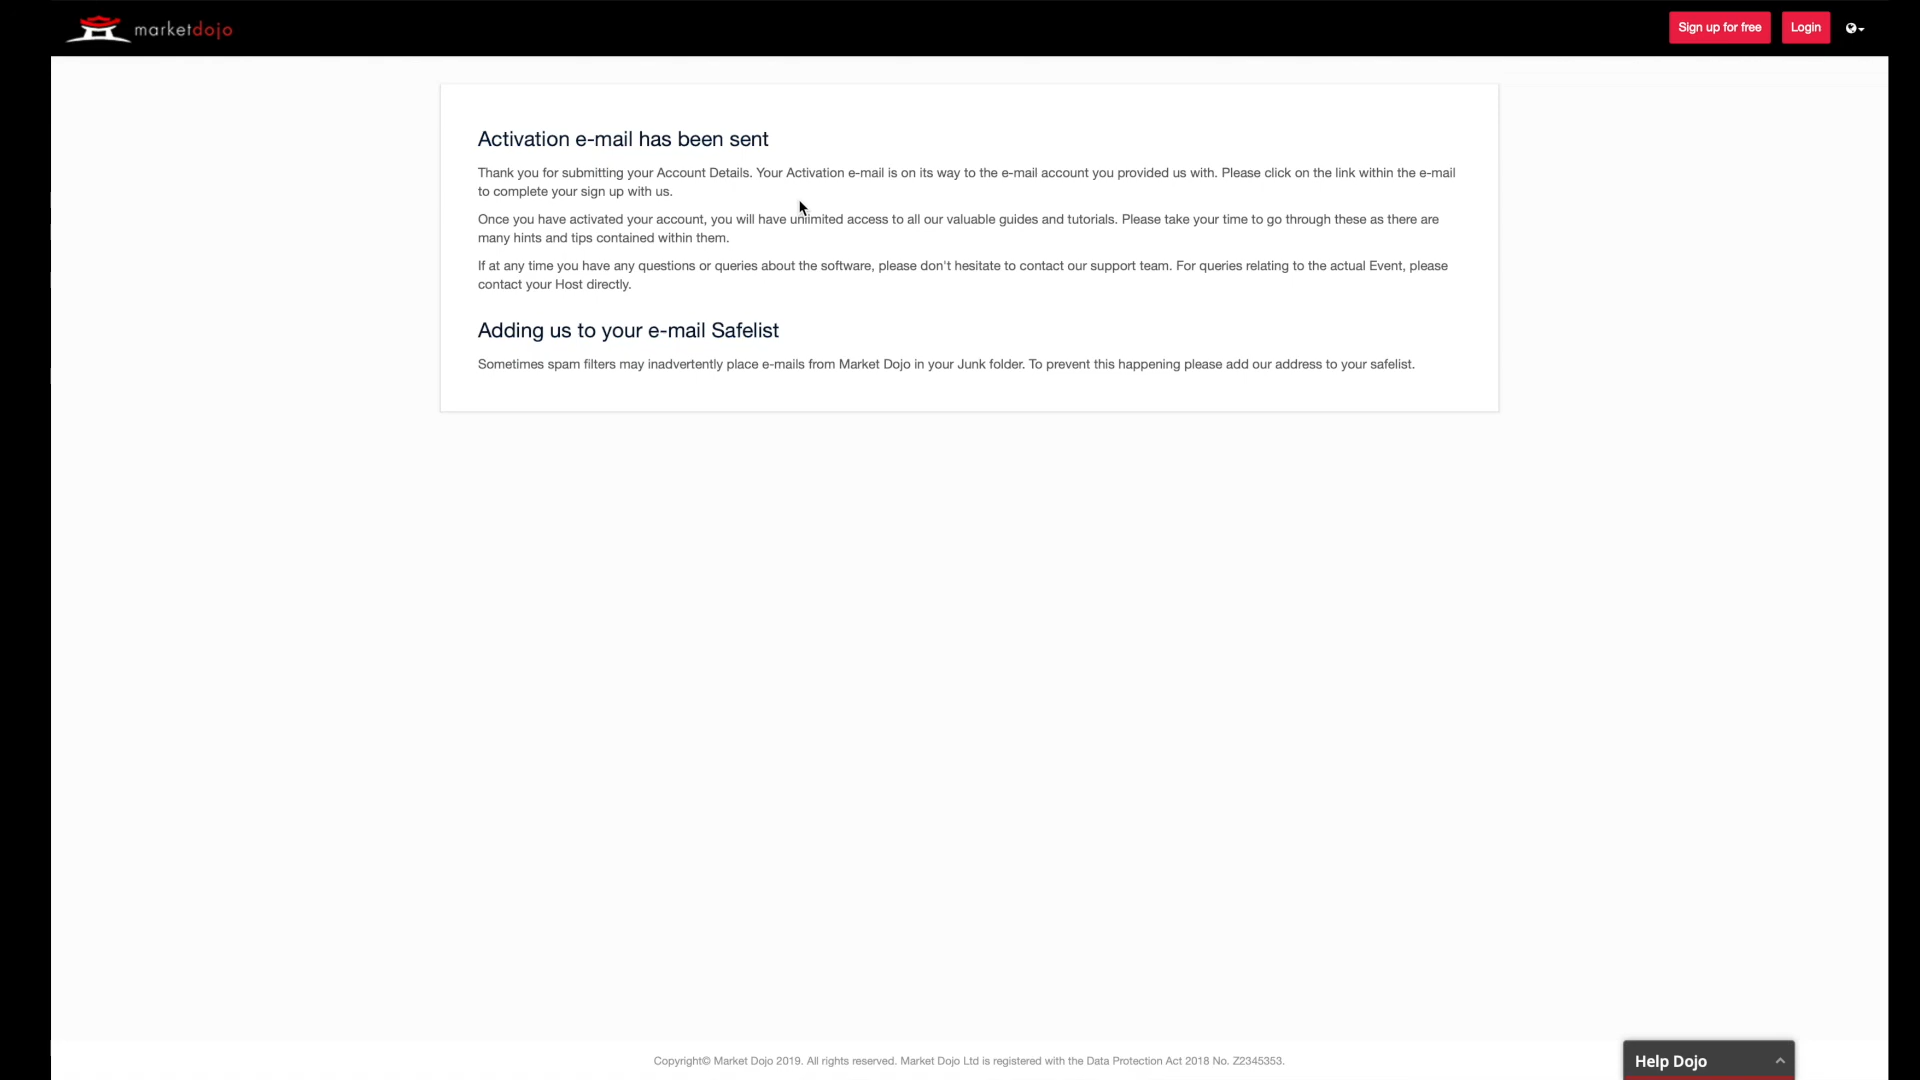 marketdojo
Sign up for free
Login
Activation e-mail has been sent
Thank you for submitting your Account Details. Your Activation e-mail is on its way to the e-mail account you provided us with. Please click on the link within the e-mail
to complete your sign up with us.
Once you have activated your account, you will have unlimited access to all our valuable guides and tutorials. Please take your time to go through these as there are
many hints and tips contained within them.
If at any time you have any questions or queries about the software, please don't hesitate to contact our support team. For queries relating to the actual Event, please
contact your Host directly.
Adding us to your e-mail Safelist
Sometimes spam filters may inadvertently place e-mails from Market Dojo in your Junk folder. To prevent this happening please add our address to your safelist.
Copyright© Market Dojo 2019. All rights reserved. Market Dojo Ltd is registered with the Data Protection Act 2018 No. Z2345353.
Help Dojo